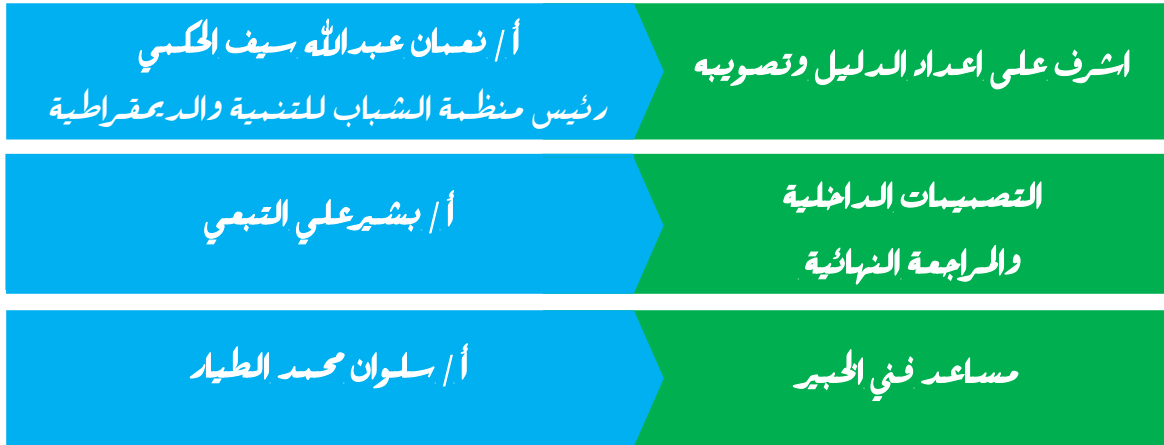 اشرف على اعداد الدليل وتصويبه
أ / نعمان عبدالله سيف الحكمي
رئيس منظمة الشباب للتنمية والديمقراطية
التصميمات الداخلية
والمراجعة النهائية
أ / بشيرعلي التبعي
مساعد فني الخبير
أ / سلوان محمد الطيار